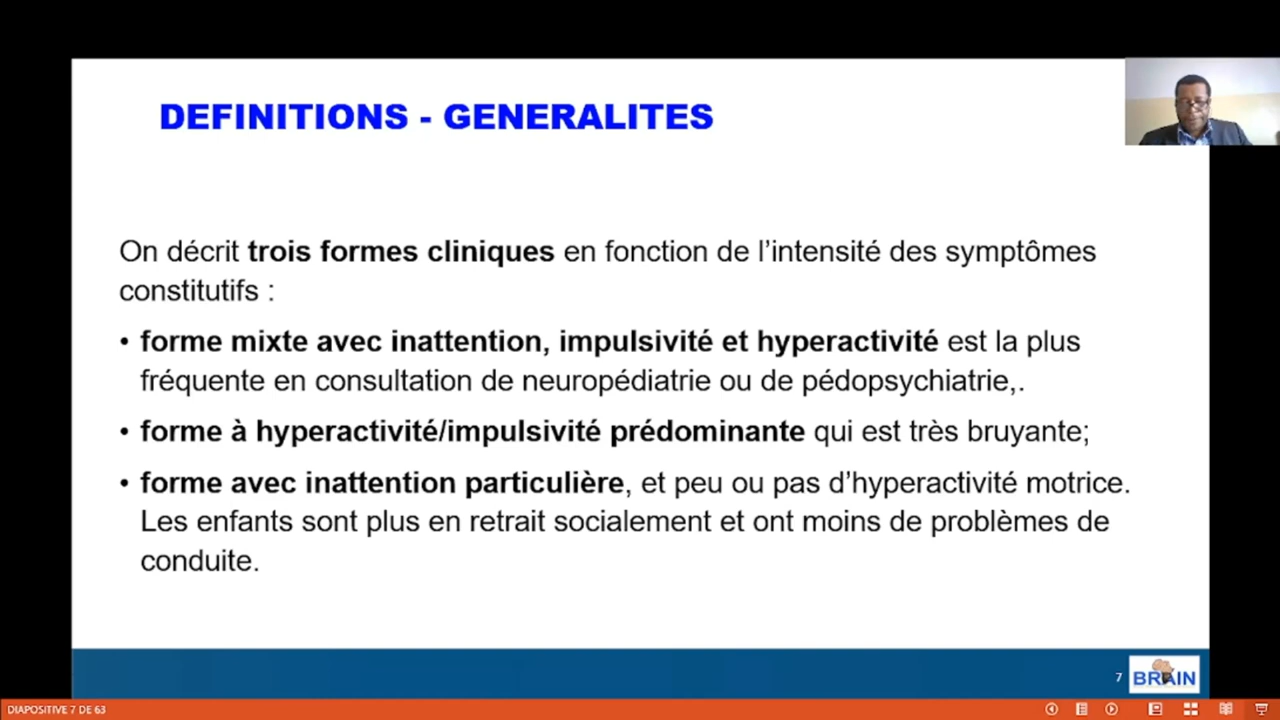 DEFINITIONS - GENERALITES
On décrit trois formes cliniques en fonction de l’intensité des symptômes
constitutifs :
• forme mixte avec inattention, impulsivité et hyperactivité est la plus
fréquente en consultation de neuropédiatrie ou de pédopsychiatrie,.
• forme à hyperactivité/impulsivité prédominante qui est très bruyante;
• forme avec inattention particulière, et peu ou pas d’hyperactivité motrice.
Les enfants sont plus en retrait socialement et ont moins de problèmes de
conduite.
7
BRAIN
DIAPOSITIVE 7 DE 63